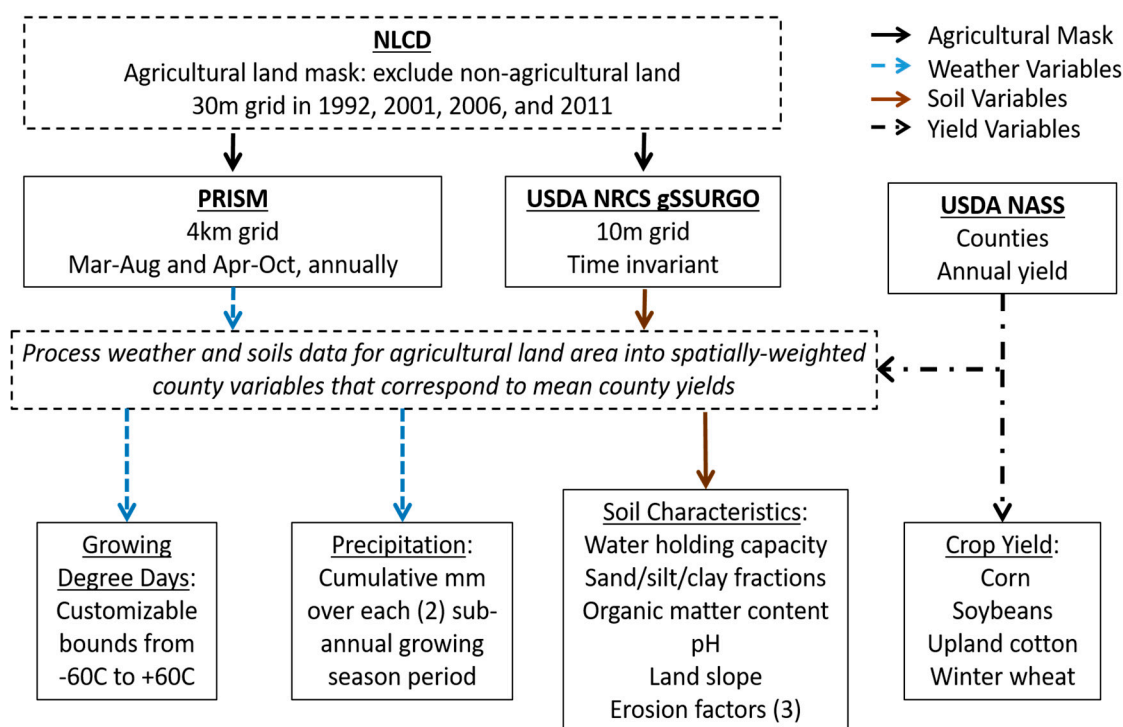 NLCD
Agricultural land mask: exclude non-agricultural land
30m grid in 1992, 2001, 2006, and 2011
Agricultural Mask
Weather Variables
Soil Variables
Yield Variables
PRISM
4km grid
Mar-Aug and Apr-Oct, annually
USDA NRCS gSSURGO
10m grid
Time invariant
USDA NASS
Counties
Annual yield
Process weather and soils data for agricultural land area into spatially-weighted
county variables that correspond to mean county yields
Growing
Degree Days:
Customizable
bounds from
-60C to +60C
Precipitation:
Cumulative mm
over each (2) sub-
annual growing
season period
Soil Characteristics:
Water holding capacity
Sand/silt/clay fractions
Organic matter content
pH
Land slope
Erosion factors (3)
Crop Yield:
Corn
Soybeans
Upland cotton
Winter wheat